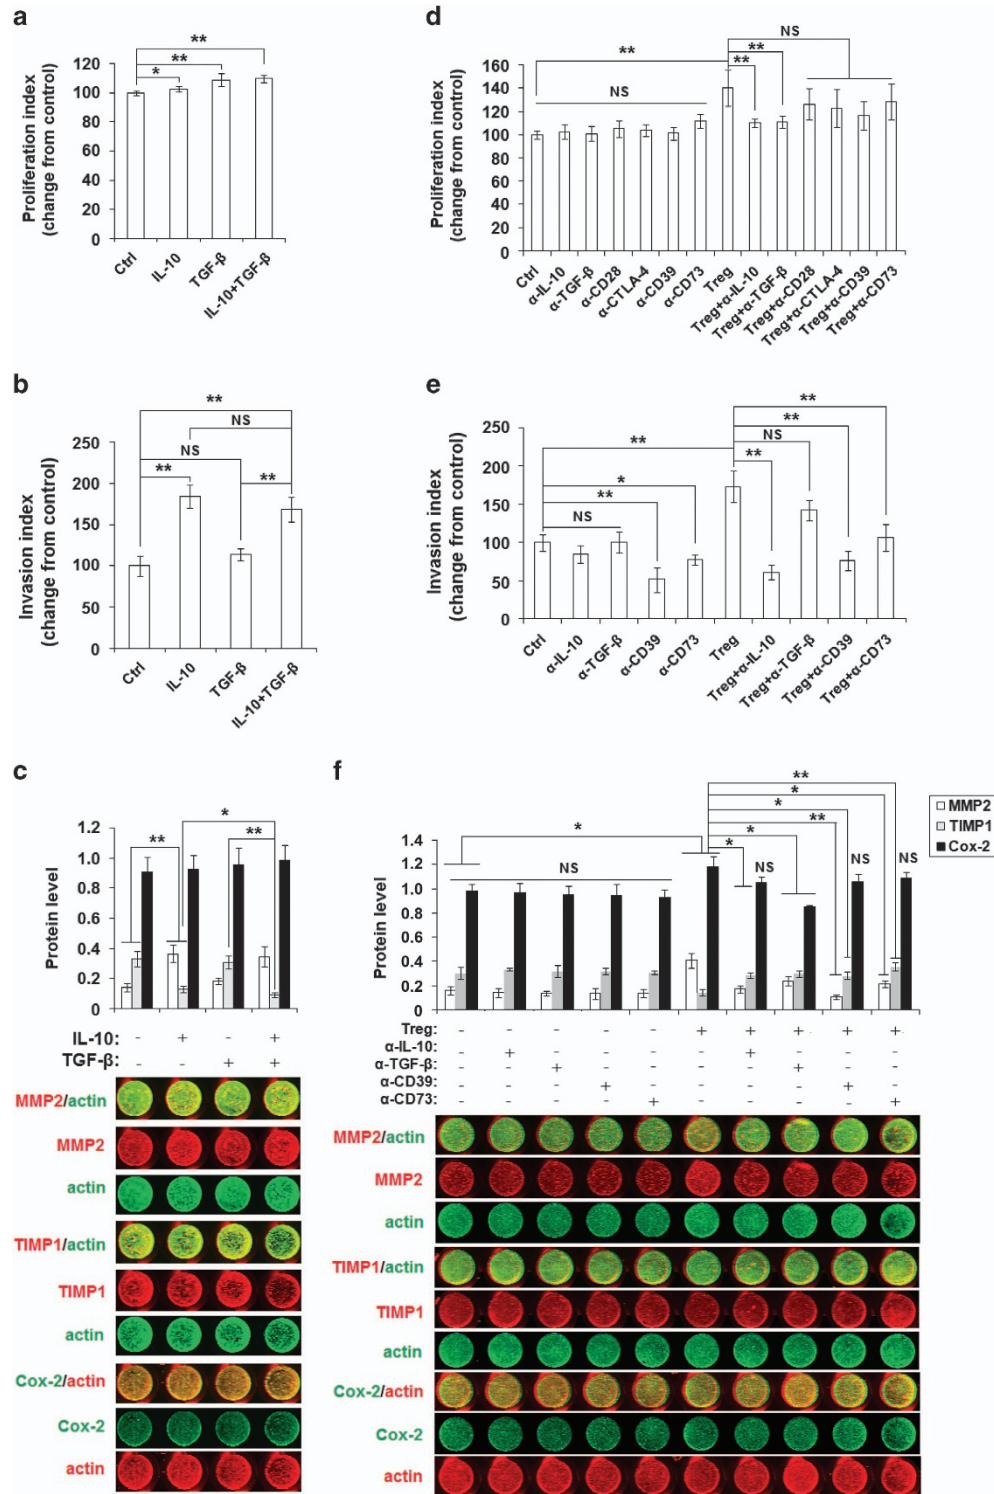 a
Proliferation index
(change from control)
120
100
80
60
40
20
0
*
**
**
Ctrl
IL-10
TGF-β
IL-10+TGF-β
b
Invasion index
(change from control)
250
200
150
100
50
0
**
NS
NS
**
**
Ctrl
IL-10
TGF-β
IL-10+TGF-β
c
Protein level
1.2
1.0
0.8
0.6
0.4
0.2
0
*
**
**
IL-10: - + - +
TGF-β: - - + +
MMP2/actin
MMP2
actin
TIMP1/actin
TIMP1
actin
Cox-2/actin
Cox-2
actin
d
Proliferation index
(change from control)
160
140
120
100
80
60
40
20
0
NS
**
**
**
NS
Ctrl
α-IL-10
α-TGF-β
α-CD28
α-CTLA-4
α-CD39
α-CD73
Treg
Treg+α-IL-10
Treg+α-TGF-β
Treg+α-CD28
Treg+α-CTLA-4
Treg+α-CD39
Treg+α-CD73
e
Invasion index
(change from control)
250
200
150
100
50
0
**
**
**
NS
**
*
**
NS
Ctrl
α-IL-10
α-TGF-β
α-CD39
α-CD73
Treg
Treg+α-IL-10
Treg+α-TGF-β
Treg+α-CD39
Treg+α-CD73
f
Protein level
1.4
1.2
1.0
0.8
0.6
0.4
0.2
0
**
*
*
**
*
*
*
NS
NS
NS
NS
MMP2
TIMP1
Cox-2
Treg: - - - - - + + + + +
α-IL-10: - + - - - - + - - -
α-TGF-β: - - + - - - - + - -
α-CD39: - - - + - - - - + -
α-CD73: - - - - + - - - - +
MMP2/actin
MMP2
actin
TIMP1/actin
TIMP1
actin
Cox-2/actin
Cox-2
actin